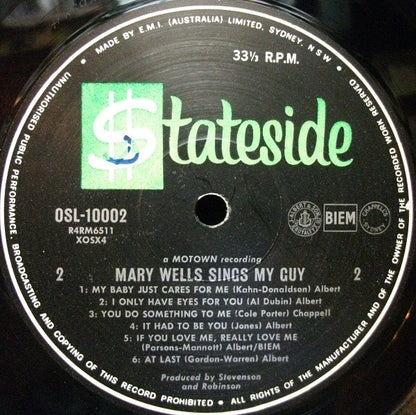 MADE BY E.M.I. (AUSTRALIA) LIMITED, SYDNEY, N.S.W.
ALL RIGHTS OF THE MANUFACTURER AND OF THE OWNER OF THE RECORDED WORK RESERVED
UNAUTHORISED PUBLIC PERFORMANCE, BROADCASTING AND COPYING OF THIS RECORD PROHIBITED
33⅓ R.P.M.
$tateside
OSL-10002
R4RM6511
XOSX4
BIEM
CHAPPELL'S
SYDNEY
a MOTOWN recording
2 MARY WELLS SINGS MY GUY 2
1: MY BABY JUST CARES FOR ME (Kahn-Donaldson) Albert
2: I ONLY HAVE EYES FOR YOU (Al Dubin) Albert
3: YOU DO SOMETHING TO ME (Cole Porter) Chappell
4: IT HAD TO BE YOU (Jones) Albert
5: IF YOU LOVE ME, REALLY LOVE ME
(Parsons-Mannott) Albert/BIEM
6: AT LAST (Gordon-Warren) Albert
Produced by Stevenson
and Robinson